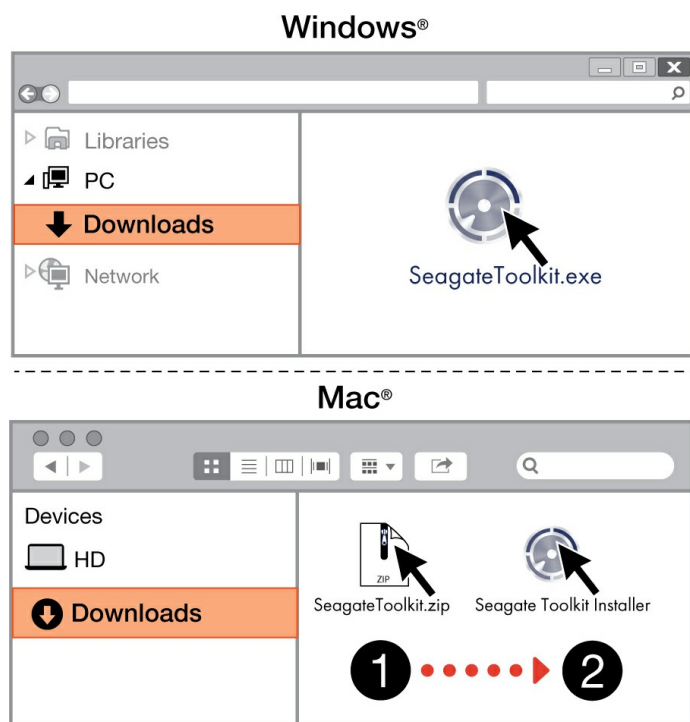 Windows®
Libraries
PC
Downloads
SeagateToolkit.exe
Network
Mac®
Devices
HD
Downloads
ZIP
SeagateToolkit.zip
Seagate Toolkit Installer
1
2